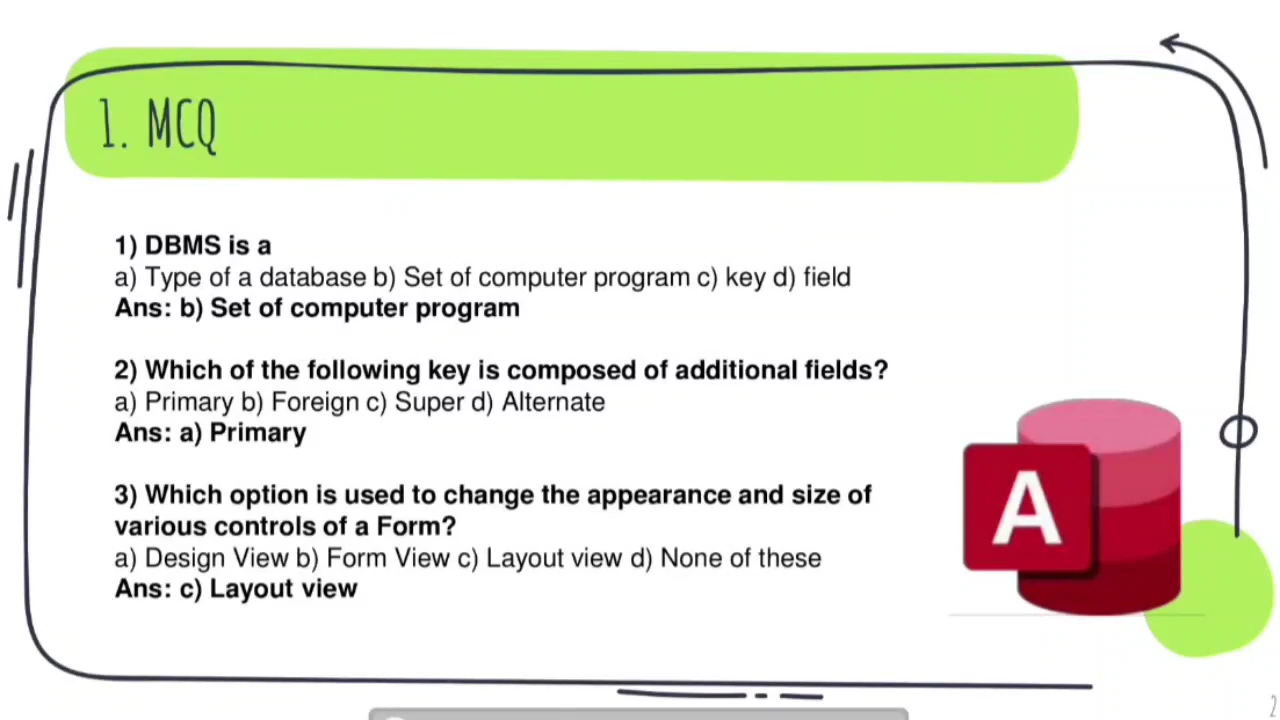 1. MCQ
1) DBMS is a
a) Type of a database b) Set of computer program c) key d) field
Ans: b) Set of computer program
2) Which of the following key is composed of additional fields?
a) Primary b) Foreign c) Super d) Alternate
Ans: a) Primary
3) Which option is used to change the appearance and size of
various controls of a Form?
a) Design View b) Form View c) Layout view d) None of these
Ans: c) Layout view
A
2